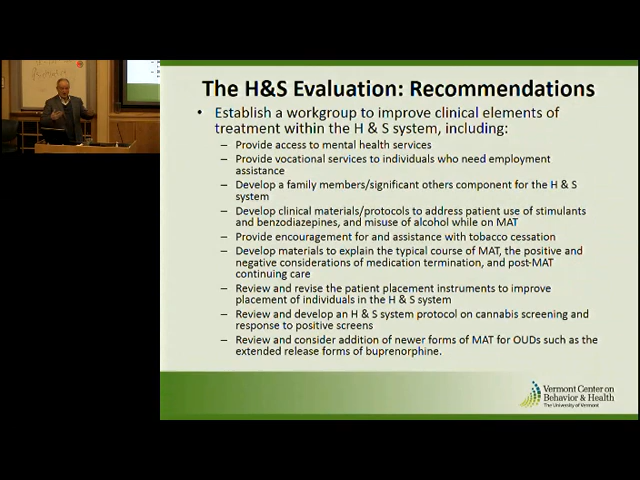 The H&S Evaluation: Recommendations
• Establish a workgroup to improve clinical elements of
treatment within the H & S system, including:
– Provide access to mental health services
– Provide vocational services to individuals who need employment
assistance
– Develop a family members/significant others component for the H & S
system
– Develop clinical materials/protocols to address patient use of stimulants
and benzodiazepines, and misuse of alcohol while on MAT
– Provide encouragement for and assistance with tobacco cessation
– Develop materials to explain the typical course of MAT, the positive and
negative considerations of medication termination, and post-MAT
continuing care
– Review and revise the patient placement instruments to improve
placement of individuals in the H & S system
– Review and develop an H & S system protocol on cannabis screening and
response to positive screens
– Review and consider addition of newer forms of MAT for OUDs such as the
extended release forms of buprenorphine.
Vermont Center on
Behavior & Health
The University of Vermont